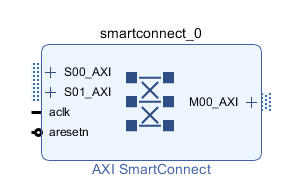 smartconnect_0
S00_AXI
S01_AXI
aclk
aresetn
M00_AXI
AXI SmartConnect